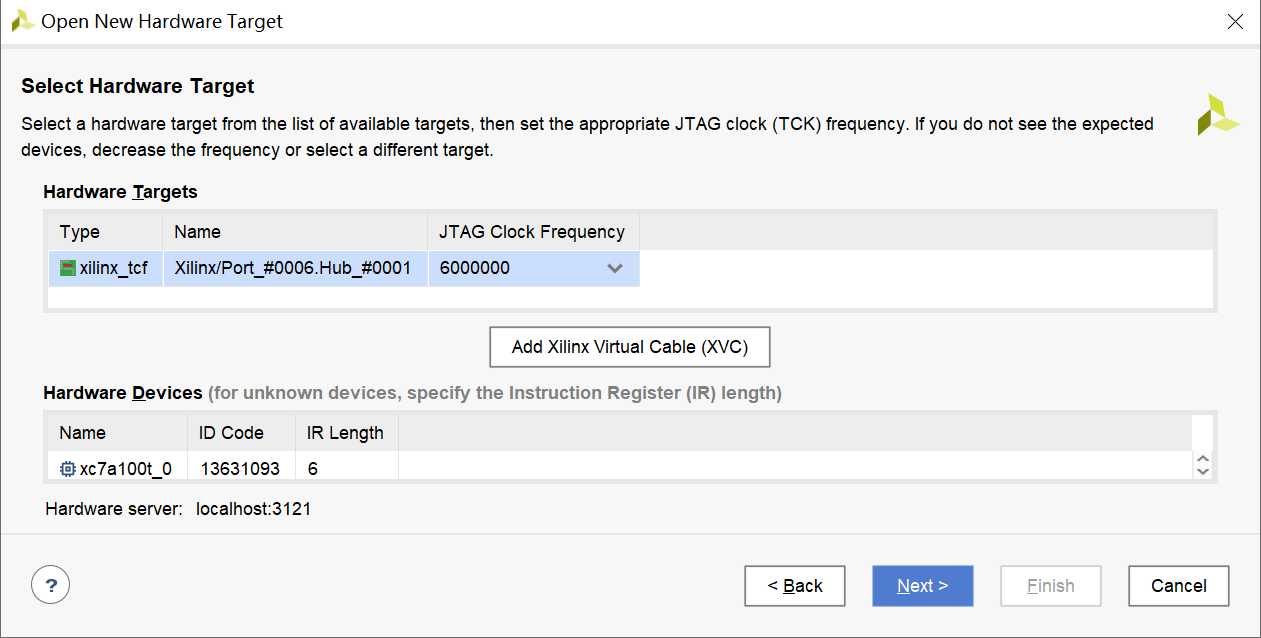 Open New Hardware Target
Select Hardware Target
Select a hardware target from the list of available targets, then set the appropriate JTAG clock (TCK) frequency. If you do not see the expected
devices, decrease the frequency or select a different target.
Hardware Targets
Type Name JTAG Clock Frequency
xilinx_tcf Xilinx/Port_#0006.Hub_#0001 6000000
Add Xilinx Virtual Cable (XVC)
Hardware Devices (for unknown devices, specify the Instruction Register (IR) length)
Name ID Code IR Length
xc7a100t_0 13631093 6
Hardware server: localhost:3121
? < Back Next > Finish Cancel